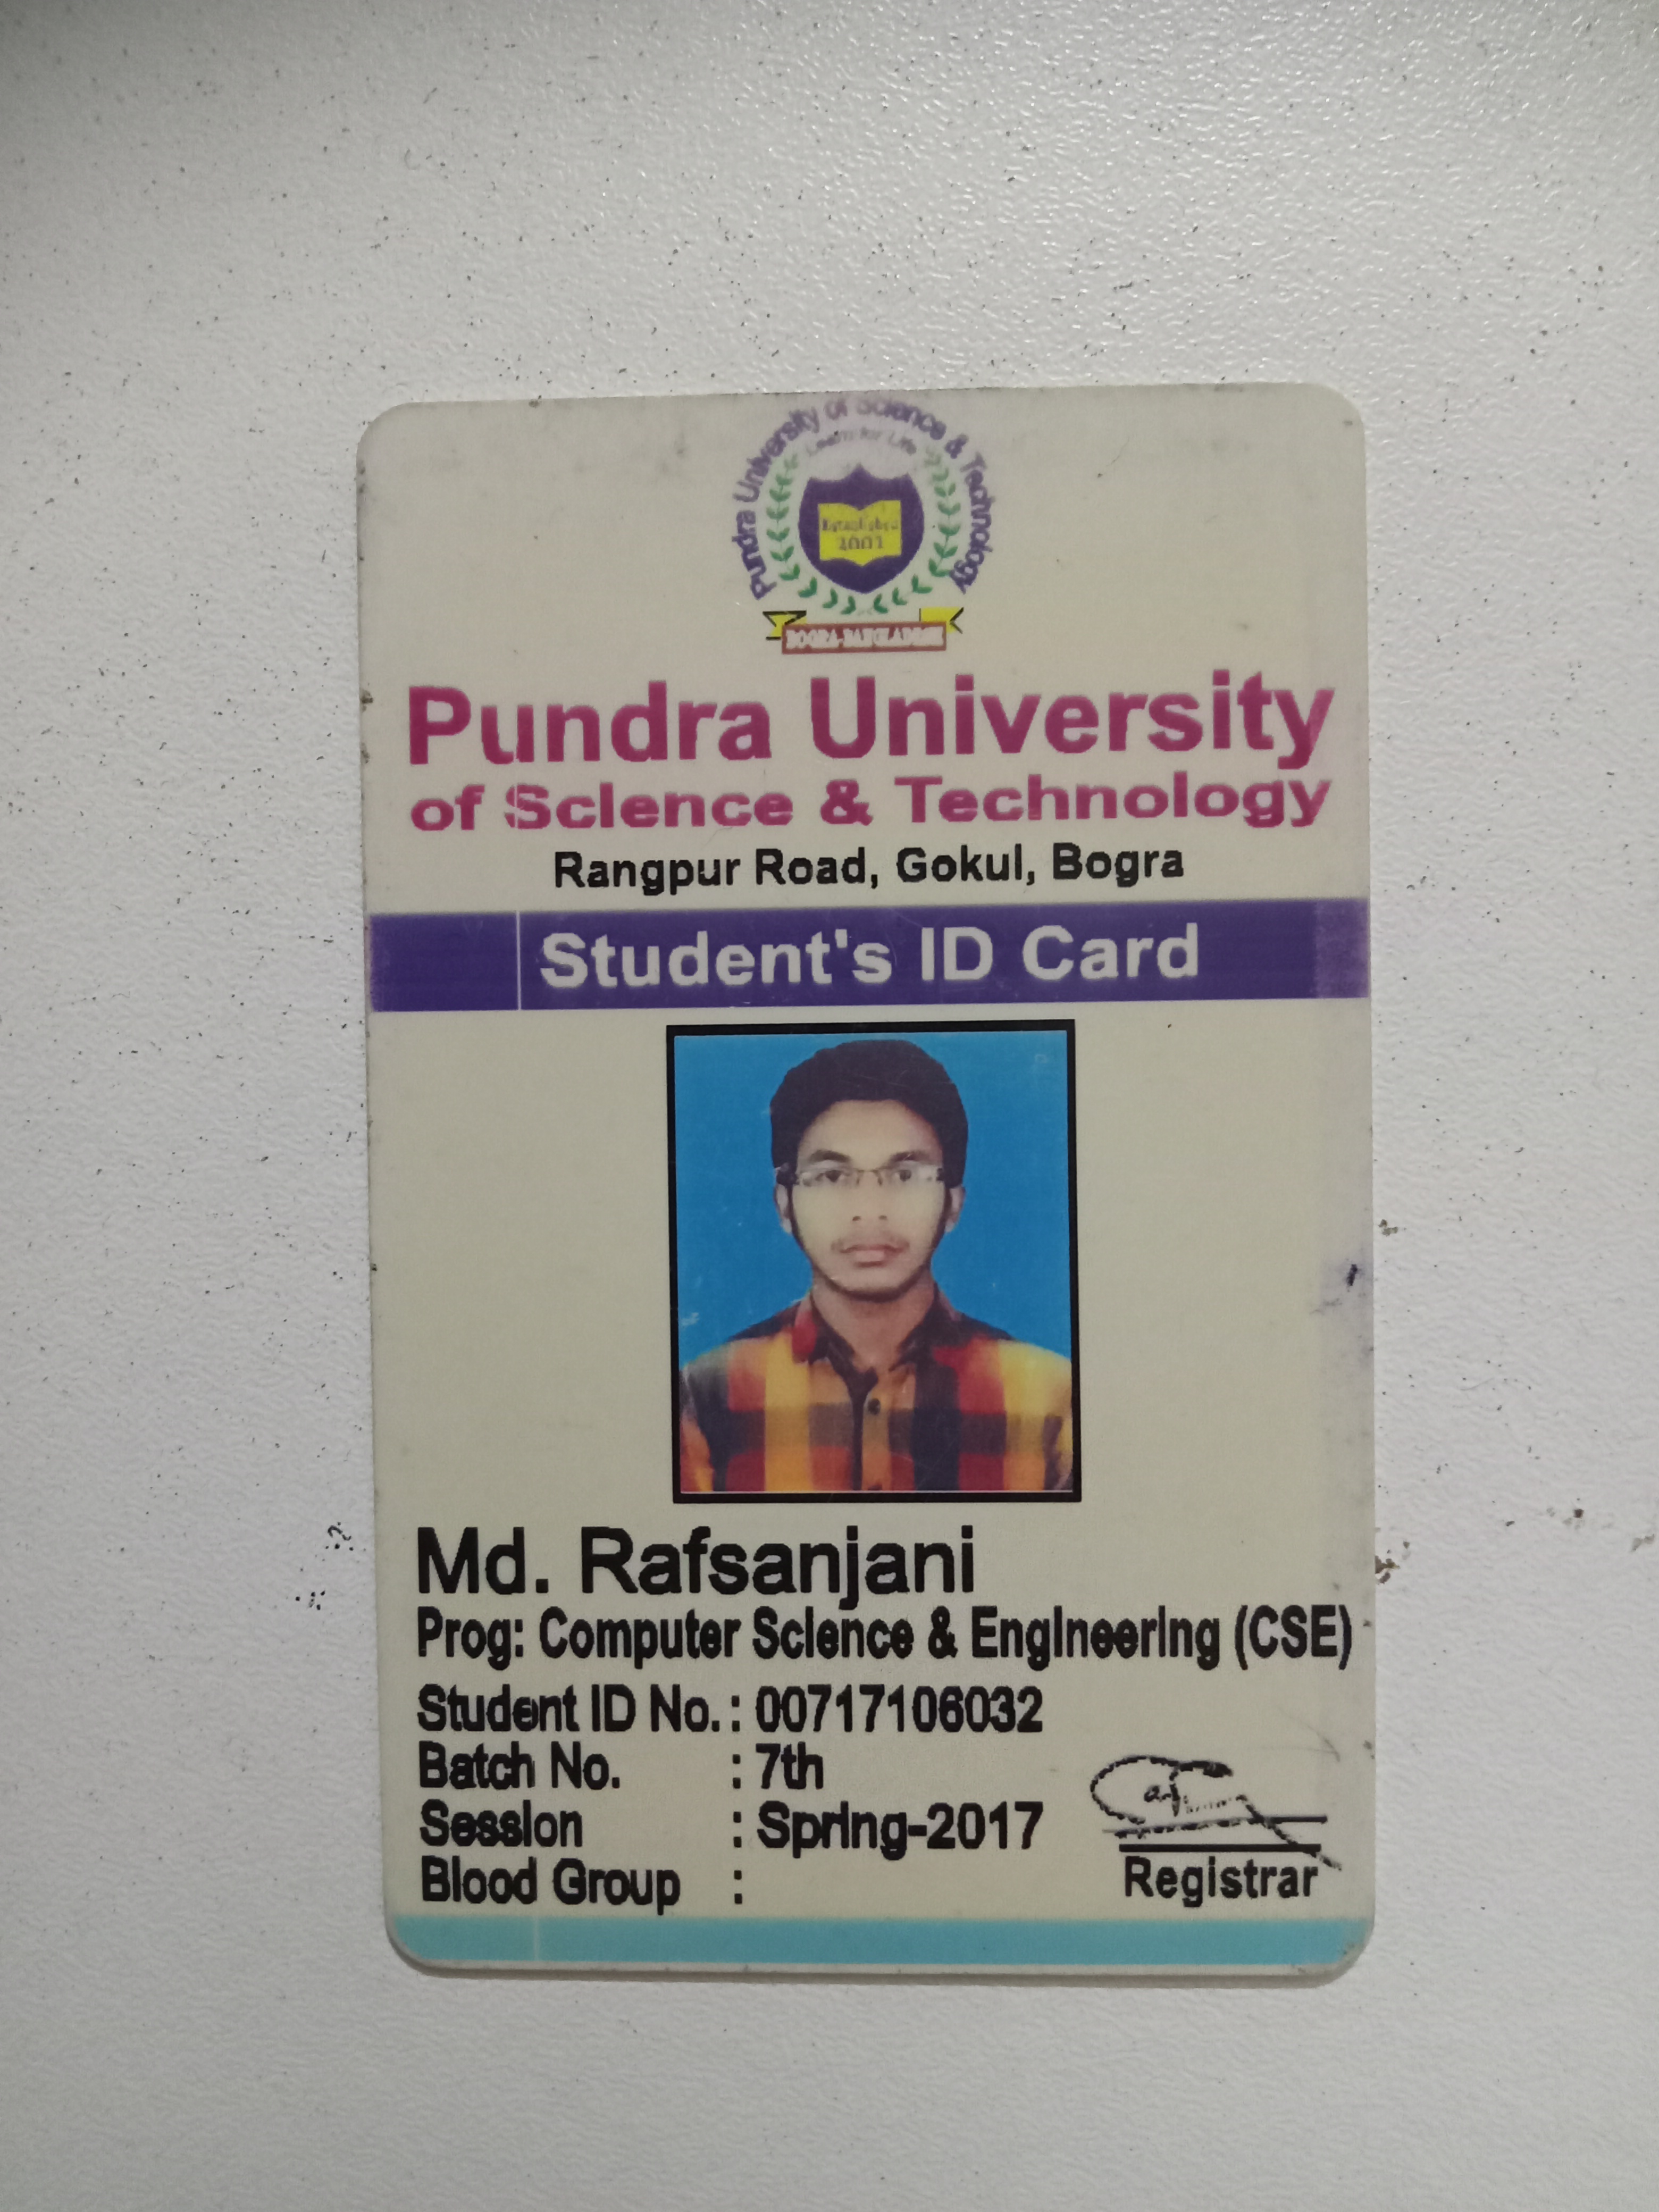 Pundra University of Science & Technology
Learn for Life
Established
2001
BOGRA-BANGLADESH
Pundra University
of Science & Technology
Rangpur Road, Gokul, Bogra
Student's ID Card
Md. Rafsanjani
Prog: Computer Science & Engineering (CSE)
Student ID No. : 00717106032
Batch No. : 7th
Session : Spring-2017
Blood Group :
Registrar